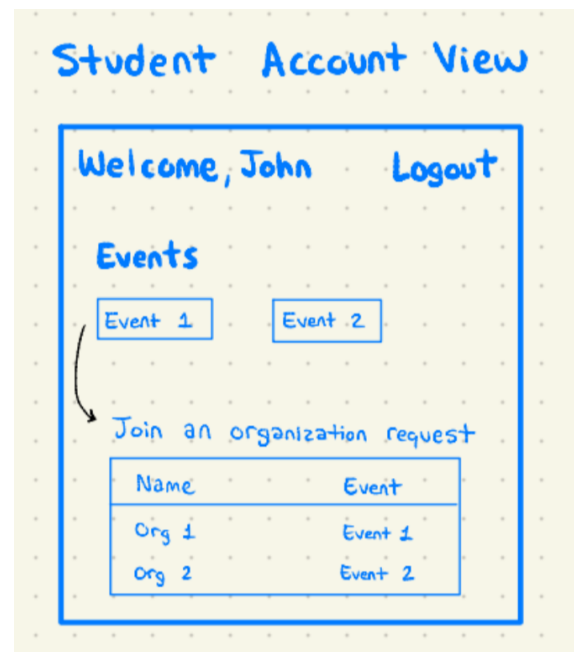 Student Account View
Welcome, John Logout
Events
Event 1 Event 2
Join an organization request
Name Event
Org 1 Event 1
Org 2 Event 2